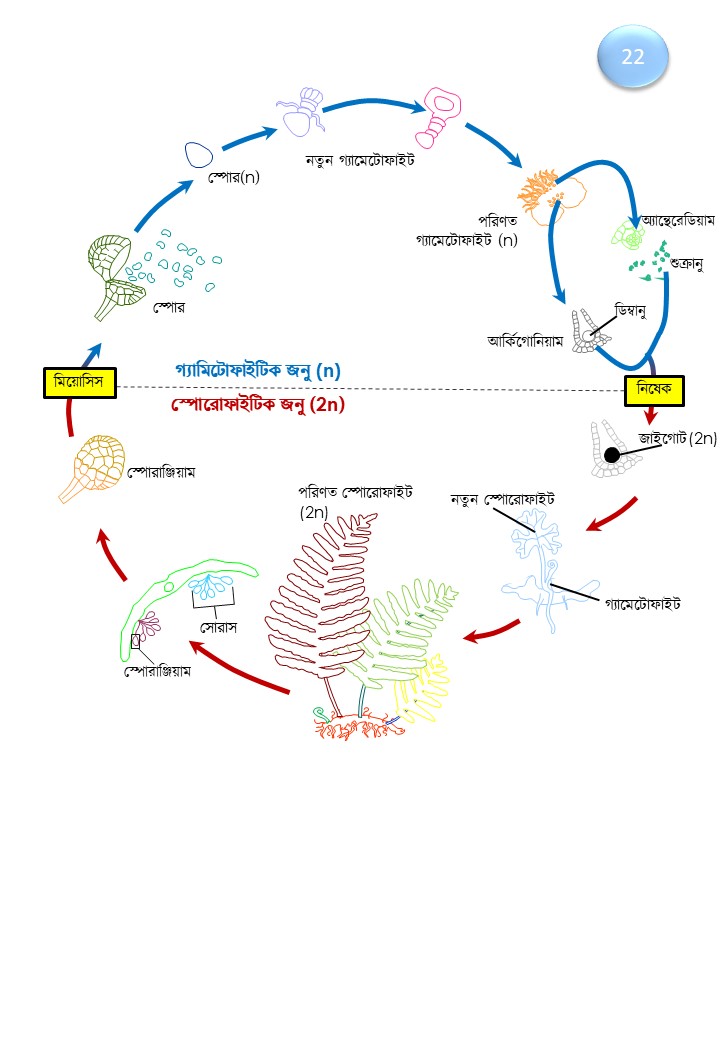 22
নতুন গ্যামেটোফাইট
স্পোর(n)
পরিণত
গ্যামেটোফাইট (n)
অ্যান্থেরেডিয়াম
শুক্রানু
স্পোর
ডিম্বানু
আর্কিগোনিয়াম
গ্যামিটোফাইটিক জনু (n)
মিয়োসিস
নিষেক
স্পোরোফাইটিক জনু (2n)
জাইগোট(2n)
স্পোরাঞ্জিয়াম
পরিণত স্পোরোফাইট
(2n)
নতুন স্পোরোফাইট
গ্যামেটোফাইট
সোরাস
স্পোরাঞ্জিয়াম